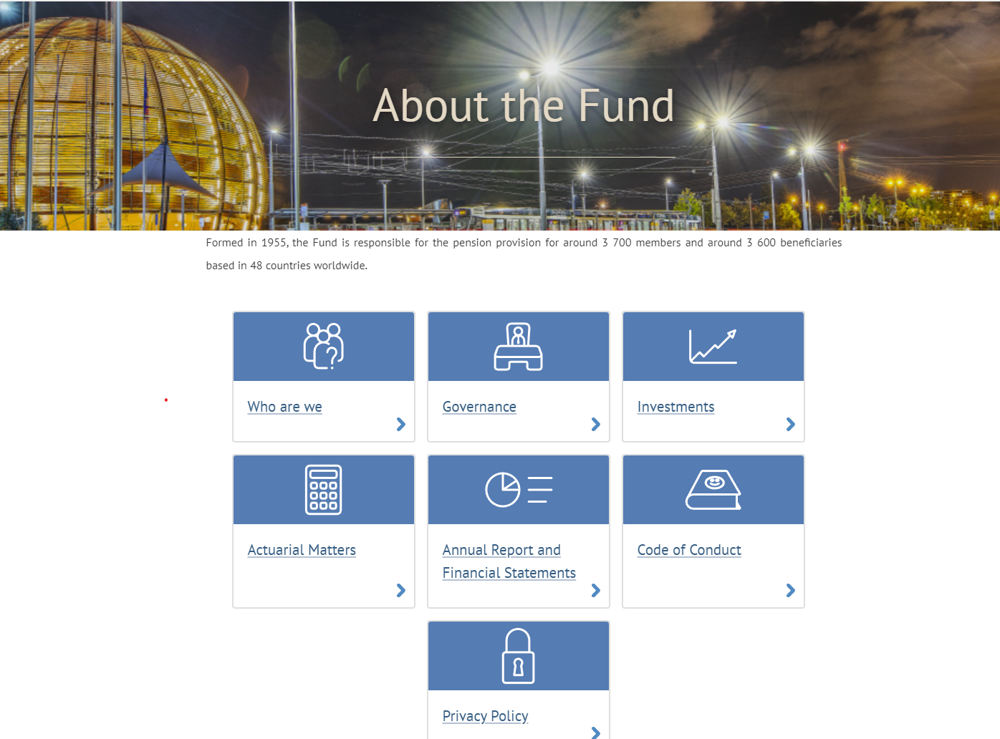 About the Fund
Formed in 1955, the Fund is responsible for the pension provision for around 3 700 members and around 3 600 beneficiaries
based in 48 countries worldwide.
Who are we
Governance
Investments
Actuarial Matters
Annual Report and
Financial Statements
Code of Conduct
Privacy Policy